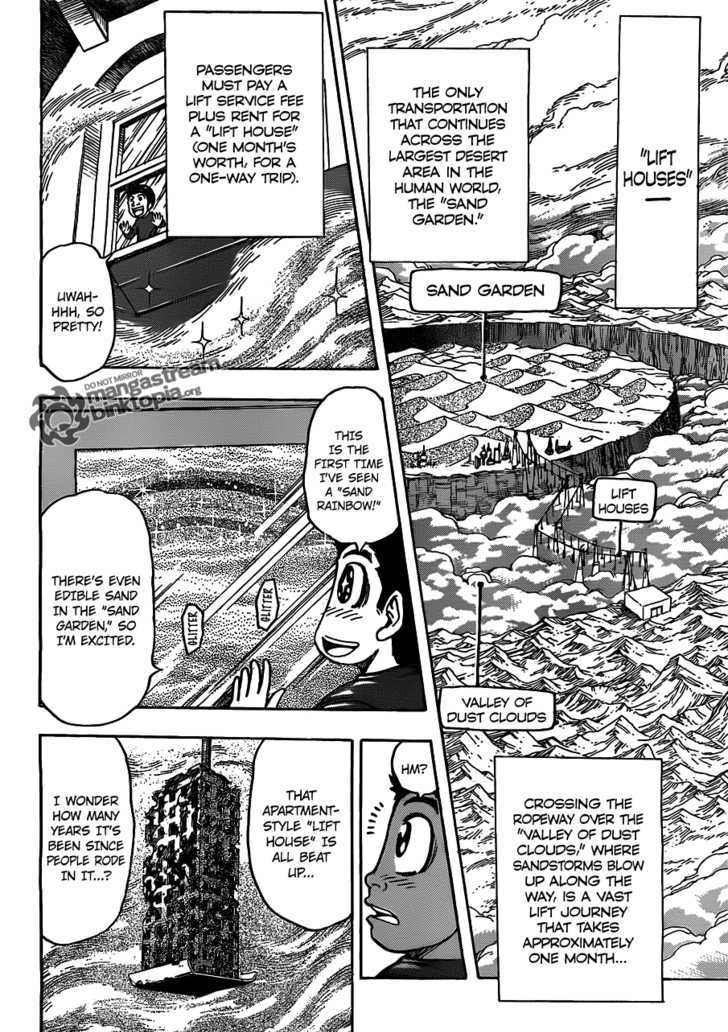 "LIFT
HOUSES"
THE ONLY
TRANSPORTATION
THAT CONTINUES
ACROSS THE
LARGEST DESERT
AREA IN THE
HUMAN WORLD,
THE "SAND
GARDEN."
SAND GARDEN
LIFT
HOUSES
VALLEY OF
DUST CLOUDS
CROSSING THE
ROPEWAY OVER THE
"VALLEY OF DUST
CLOUDS," WHERE
SANDSTORMS BLOW
UP ALONG THE
WAY, IS A VAST
LIFT JOURNEY
THAT TAKES
APPROXIMATELY
ONE MONTH...
PASSENGERS
MUST PAY A
LIFT SERVICE FEE
PLUS RENT FOR
A "LIFT HOUSE"
(ONE MONTH'S
WORTH, FOR A
ONE-WAY TRIP).
UWAH-
HHH, SO
PRETTY!
DO NOT MIRROR
mangastream
binktopia.org
THIS
IS THE
FIRST TIME
I'VE SEEN
A "SAND
RAINBOW!"
GLITTER
GLITTER
THERE'S EVEN
EDIBLE SAND
IN THE "SAND
GARDEN," SO
I'M EXCITED.
HM?
THAT
APARTMENT-
STYLE "LIFT
HOUSE" IS
ALL BEAT
UP...
I WONDER
HOW MANY
YEARS IT'S
BEEN SINCE
PEOPLE RODE
IN IT...?